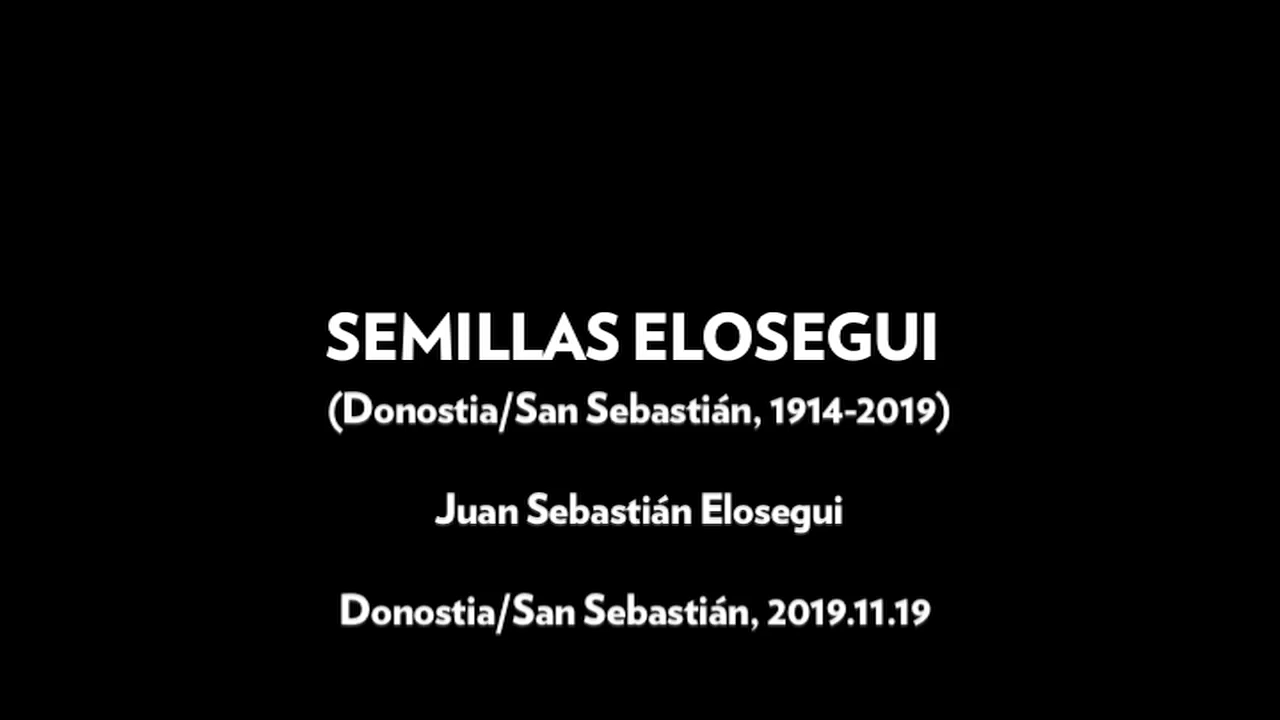 SEMILLAS ELOSEGUI
(Donostia/San Sebastián, 1914-2019)
Juan Sebastián Elosegui
Donostia/San Sebastián, 2019.11.19